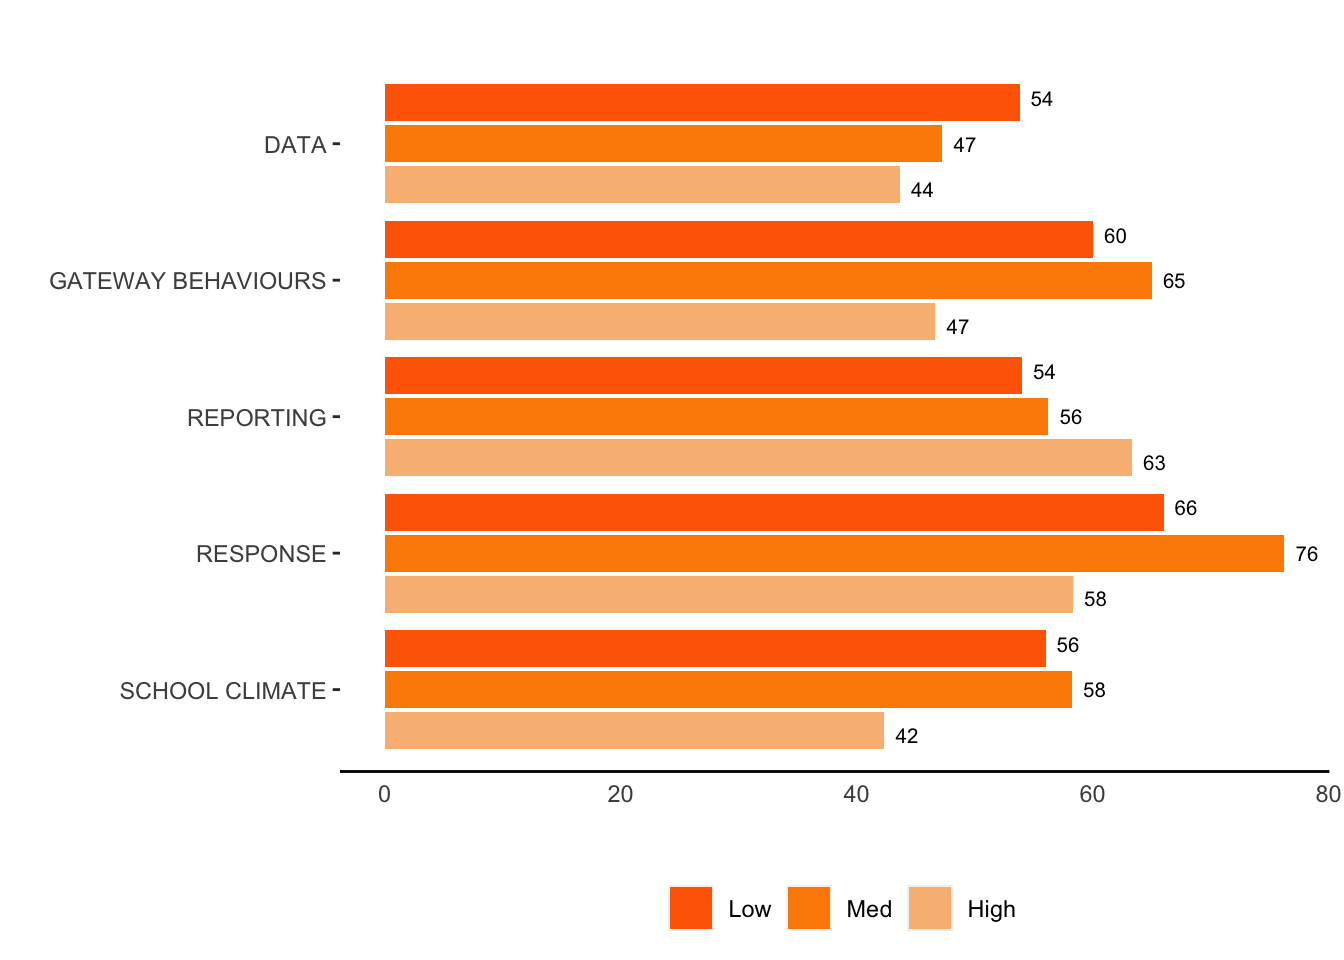 54
DATA
47
44
60
GATEWAY BEHAVIOURS
65
47
54
REPORTING
56
63
66
RESPONSE
76
58
56
SCHOOL CLIMATE
58
42
0 20 40 60 80
Low Med High